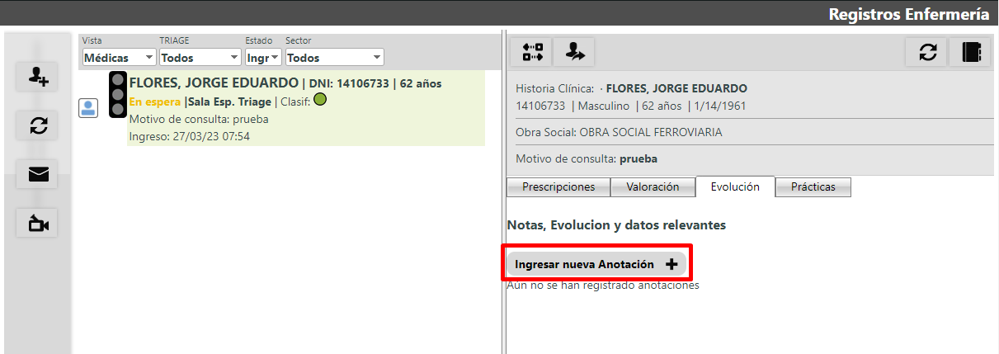 Registros Enfermería
Vista
TRIAGE
Estado
Sector
Médicas
Todos
Ingr
Todos
FLORES, JORGE EDUARDO | DNI: 14106733 | 62 años
En espera |Sala Esp. Triage | Clasif:
Motivo de consulta: prueba
Ingreso: 27/03/23 07:54
Historia Clínica: · FLORES, JORGE EDUARDO
14106733 | Masculino | 62 años | 1/14/1961
Obra Social: OBRA SOCIAL FERROVIARIA
Motivo de consulta: prueba
Prescripciones
Valoración
Evolución
Prácticas
Notas, Evolucion y datos relevantes
Ingresar nueva Anotación +
Aun no se han registrado anotaciones